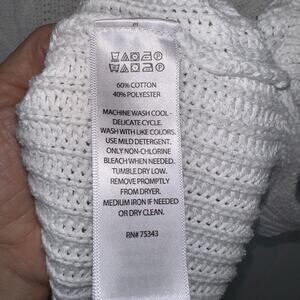 60% COTTON
40% POLYESTER
MACHINE WASH COOL -
DELICATE CYCLE.
WASH WITH LIKE COLORS.
USE MILD DETERGENT.
ONLY NON-CHLORINE
BLEACH WHEN NEEDED.
TUMBLE DRY LOW.
REMOVE PROMPTLY
FROM DRYER.
MEDIUM IRON IF NEEDED
OR DRY CLEAN.
RN# 75343